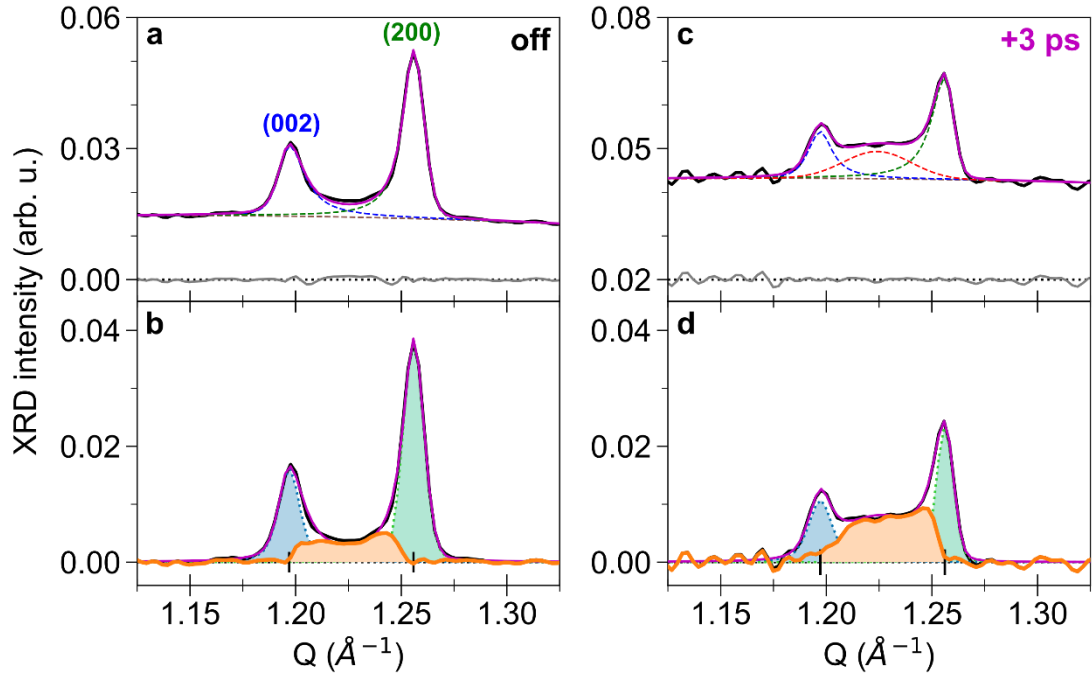 a
(002)
(200)
off
0.06
0.03
0.00
c
+3 ps
0.08
0.05
0.02
b
0.04
0.02
0.00
d
0.04
0.02
0.00
XRD intensity (arb. u.)
1.15 1.20 1.25 1.30
Q (Å⁻¹)
1.15 1.20 1.25 1.30
Q (Å⁻¹)